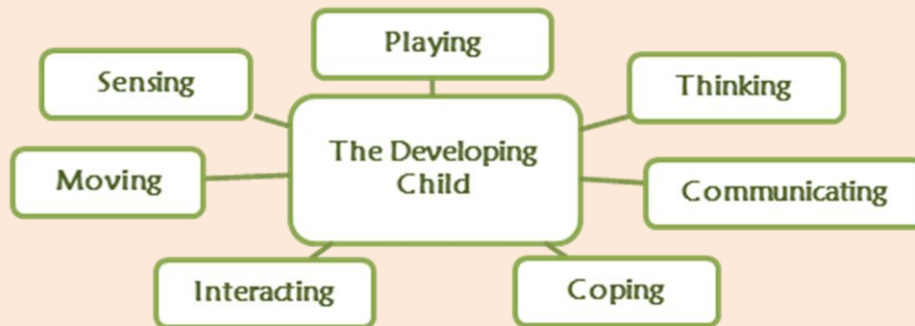 Playing
Sensing
Thinking
The Developing
Child
Moving
Communicating
Interacting
Coping